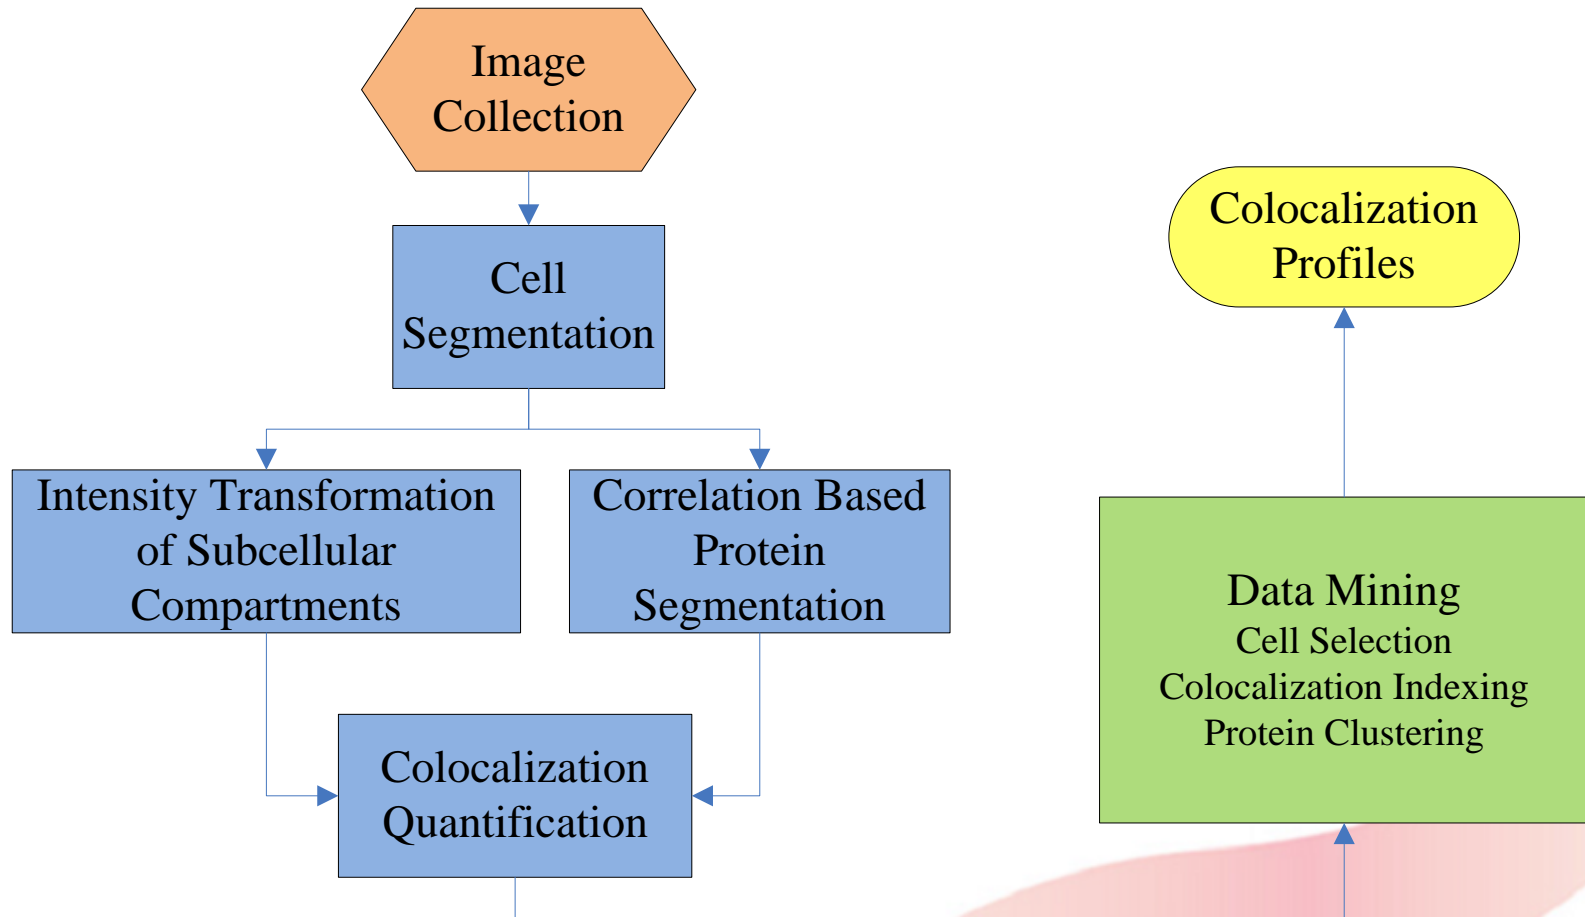 Image
Collection
Cell
Segmentation
Intensity Transformation
of Subcellular
Compartments
Correlation Based
Protein
Segmentation
Colocalization
Quantification
Colocalization
Profiles
Data Mining
Cell Selection
Colocalization Indexing
Protein Clustering